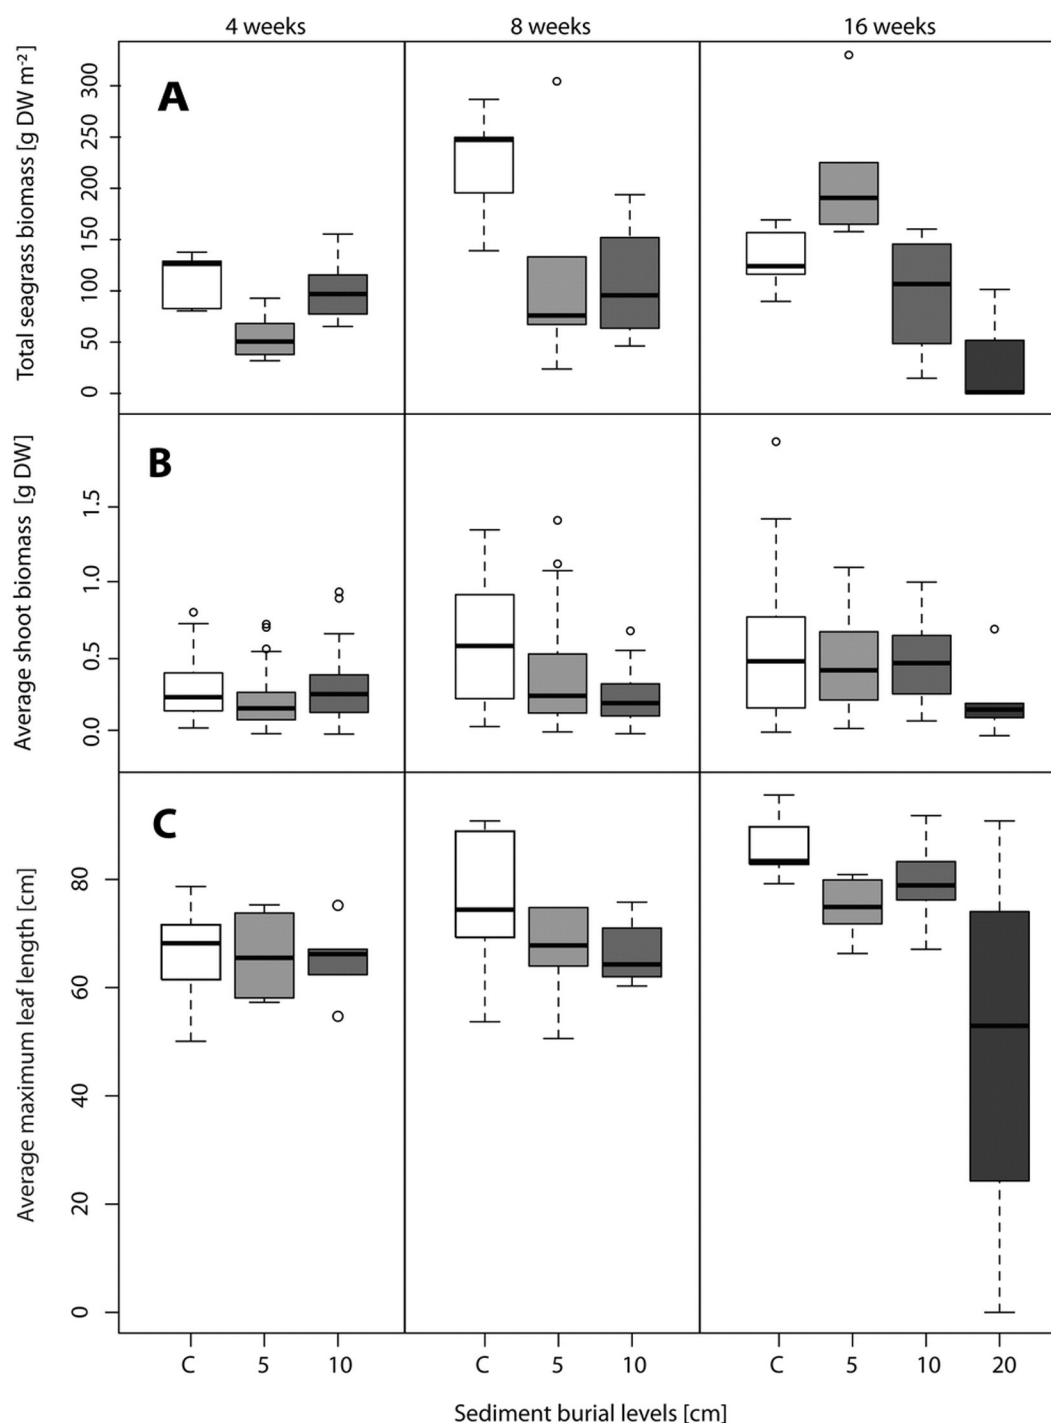 4 weeks 8 weeks 16 weeks
A
Total seagrass biomass [g DW m⁻²]
300
250
200
150
100
50
0
B
Average shoot biomass [g DW]
1.5
1.0
0.5
0.0
C
Average maximum leaf length [cm]
80
60
40
20
0
C 5 10 C 5 10 C 5 10 20
Sediment burial levels [cm]